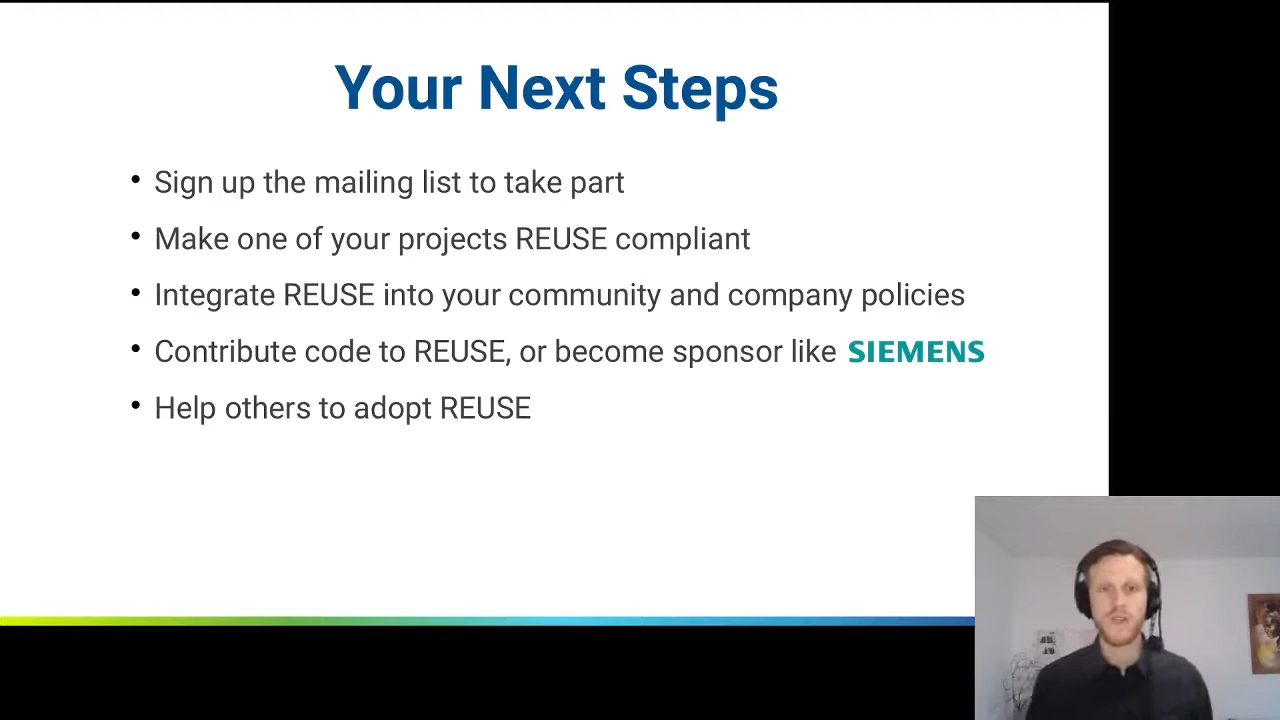 Your Next Steps
• Sign up the mailing list to take part
• Make one of your projects REUSE compliant
• Integrate REUSE into your community and company policies
• Contribute code to REUSE, or become sponsor like SIEMENS
• Help others to adopt REUSE